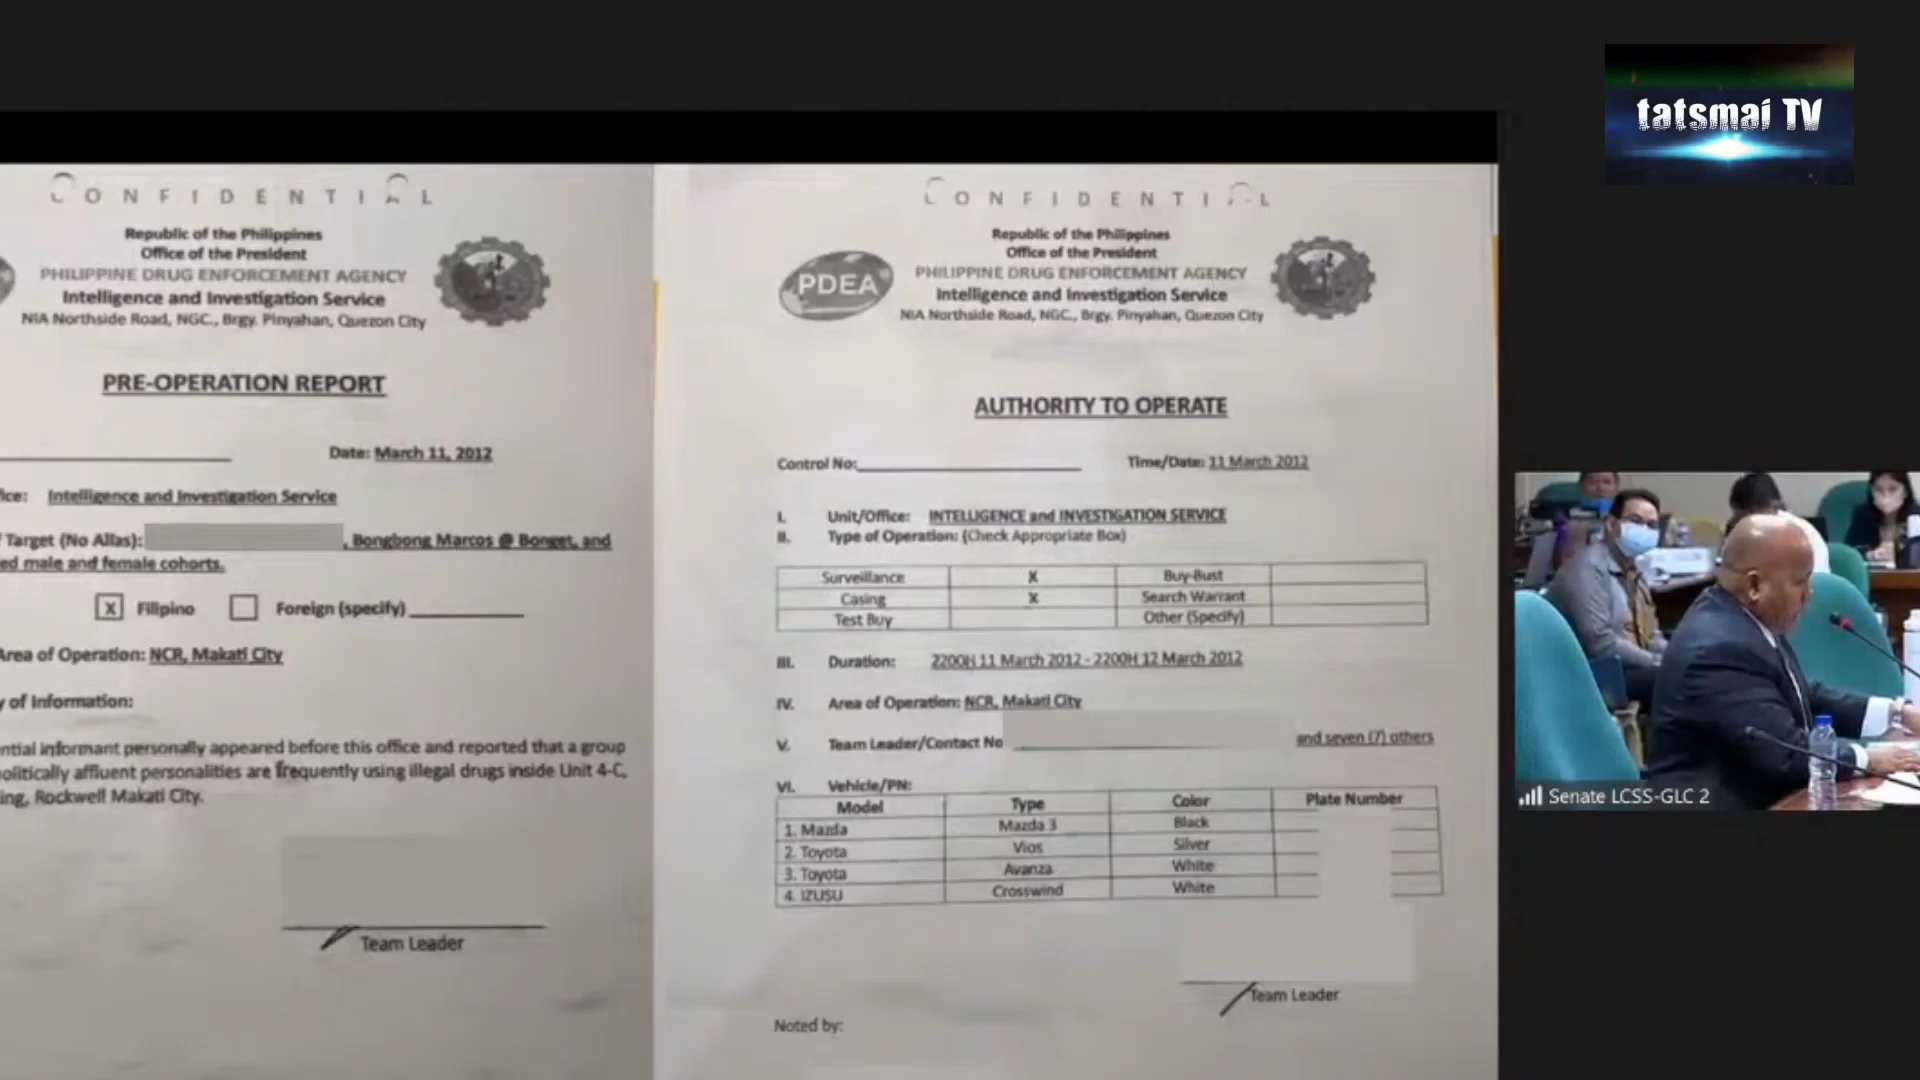 tatsmai TV
CONFIDENTIAL
Republic of the Philippines
Office of the President
PHILIPPINE DRUG ENFORCEMENT AGENCY
Intelligence and Investigation Service
NIA Northside Road, NGC., Brgy. Pinyahan, Quezon City
PRE-OPERATION REPORT
Date: March 11, 2012
ice: Intelligence and Investigation Service
Target (No Alias): , Bongbong Marcos @ Bonget, and
ed male and female cohorts.
X Filipino Foreign (specify)
Area of Operation: NCR, Makati City
y of Information:
ntial informant personally appeared before this office and reported that a group
olitically affluent personalities are frequently using illegal drugs inside Unit 4-C,
ing, Rockwell Makati City.
Team Leader
CONFIDENTIAL
Republic of the Philippines
Office of the President
PDEA
PHILIPPINE DRUG ENFORCEMENT AGENCY
Intelligence and Investigation Service
NIA Northside Road, NGC., Brgy. Pinyahan, Quezon City
AUTHORITY TO OPERATE
Control No: Time/Date: 11 March 2012
I. Unit/Office: INTELLIGENCE and INVESTIGATION SERVICE
II. Type of Operation: (Check Appropriate Box)
Surveillance X Buy-Bust
Casing X Search Warrant
Test Buy Other (Specify)
III. Duration: 2200H 11 March 2012 - 2200H 12 March 2012
IV. Area of Operation: NCR, Makati City
V. Team Leader/Contact No and seven (7) others
VI. Vehicle/PN:
Model Type Color Plate Number
1. Mazda Mazda 3 Black
2. Toyota Vios Silver
3. Toyota Avanza White
4. IZUSU Crosswind White
Team Leader
Noted by:
Senate LCSS-GLC 2